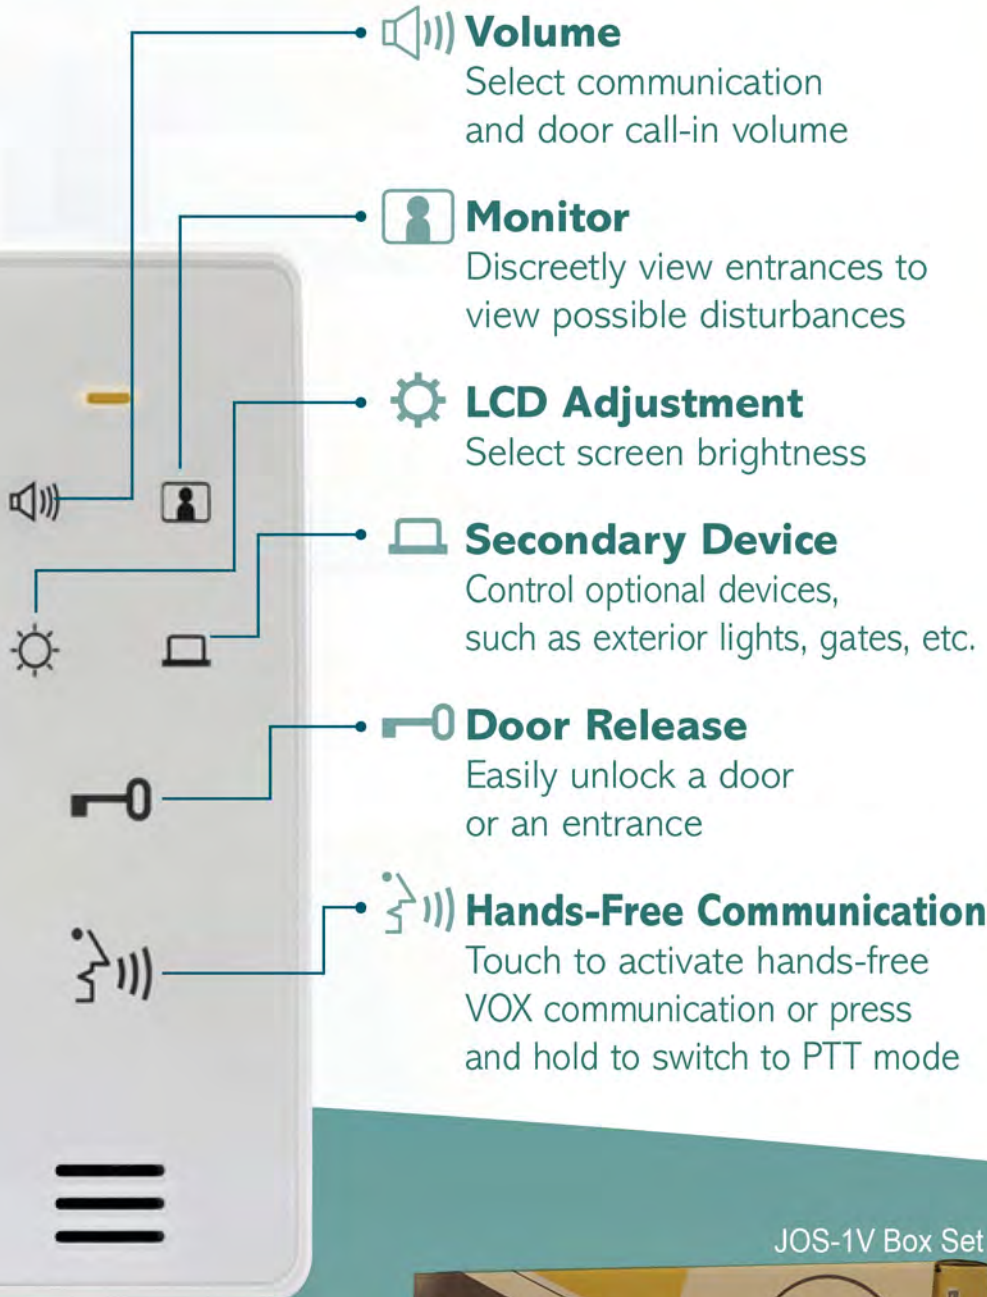 Volume
Select communication
and door call-in volume
Monitor
Discreetly view entrances to
view possible disturbances
LCD Adjustment
Select screen brightness
Secondary Device
Control optional devices,
such as exterior lights, gates, etc.
Door Release
Easily unlock a door
or an entrance
Hands-Free Communication
Touch to activate hands-free
VOX communication or press
and hold to switch to PTT mode
JOS-1V Box Set